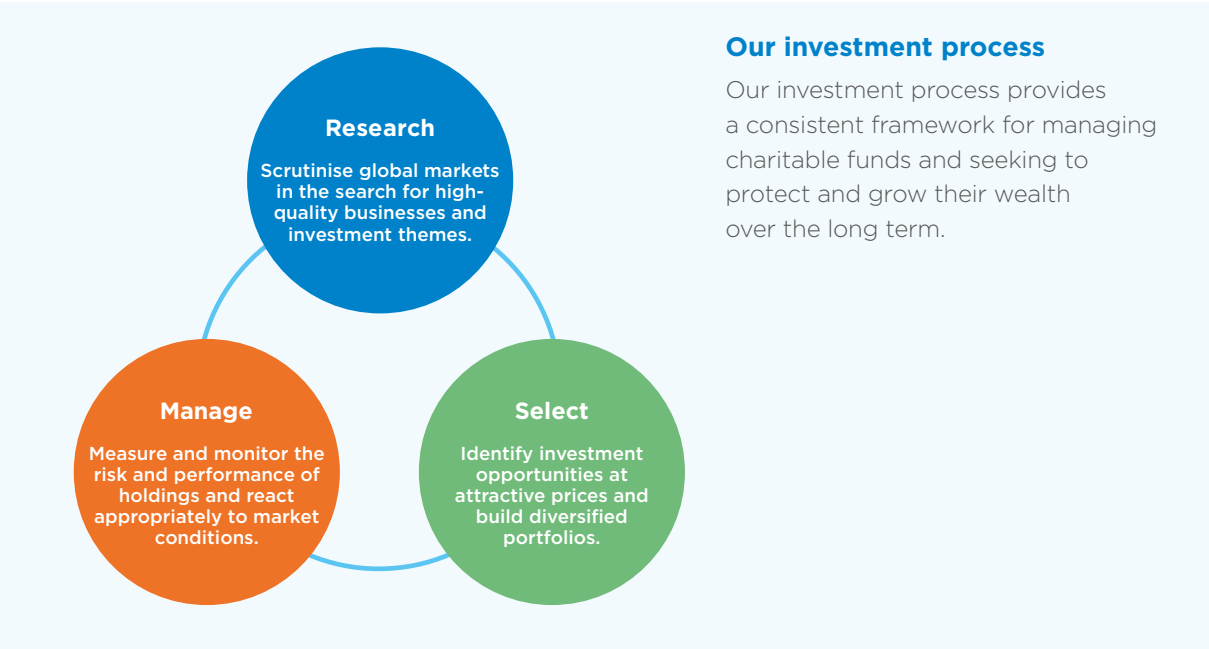 Our investment process
Our investment process provides
a consistent framework for managing
charitable funds and seeking to
protect and grow their wealth
over the long term.
Research
Scrutinise global markets
in the search for high-
quality businesses and
investment themes.
Manage
Measure and monitor the
risk and performance of
holdings and react
appropriately to market
conditions.
Select
Identify investment
opportunities at
attractive prices and
build diversified
portfolios.